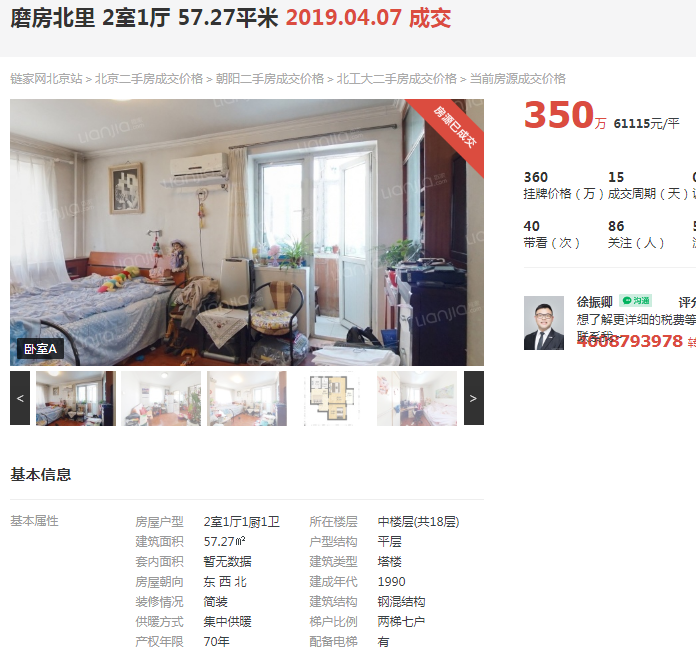 磨房北里 2室1厅 57.27平米 2019.04.07 成交
链家网北京站 > 北京二手房成交价格 > 朝阳二手房成交价格 > 北工大二手房成交价格 > 当前房源成交价格
房源已成交
卧室A
< >
350万 61115元/平
360 15
挂牌价格（万） 成交周期（天）
40 86
带看（次） 关注（人）
徐振卿 沟通 评分
想了解更详细的税费等
联系我
4008793978 转
基本信息
基本属性
房屋户型 2室1厅1厨1卫 所在楼层 中楼层(共18层)
建筑面积 57.27㎡ 户型结构 平层
套内面积 暂无数据 建筑类型 塔楼
房屋朝向 东 西 北 建成年代 1990
装修情况 简装 建筑结构 钢混结构
供暖方式 集中供暖 梯户比例 两梯七户
产权年限 70年 配备电梯 有